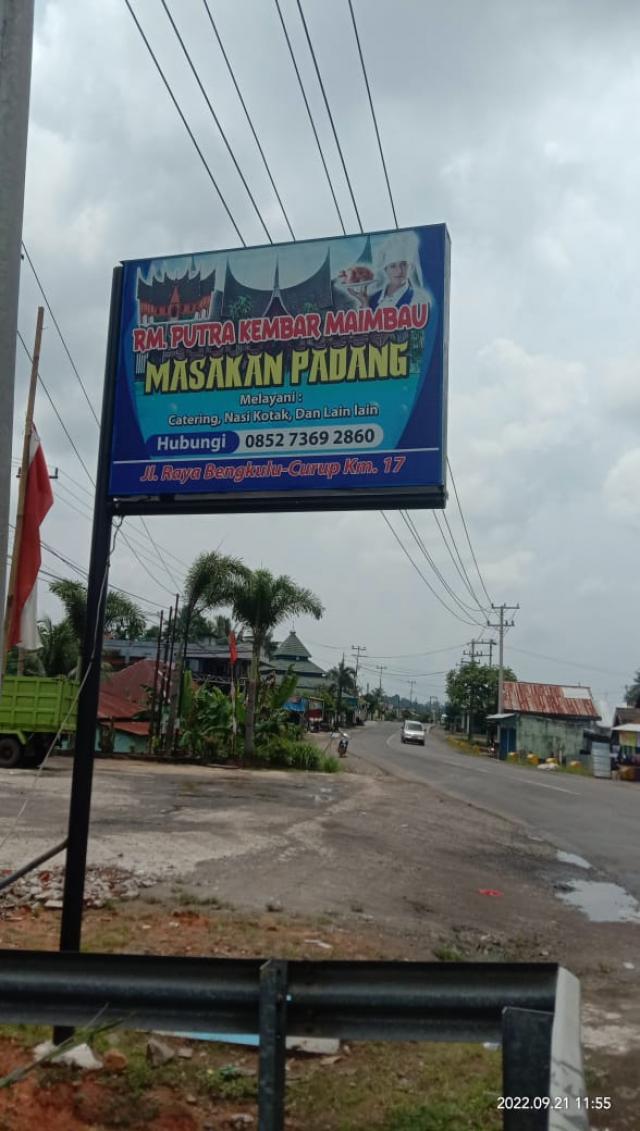 RM. PUTRA KEMBAR MAIMBAU
MASAKAN PADANG
Melayani :
Catering, Nasi Kotak, Dan Lain lain
Hubungi 0852 7369 2860
Jl. Raya Bengkulu-Curup Km. 17
2022.09.21 11:55